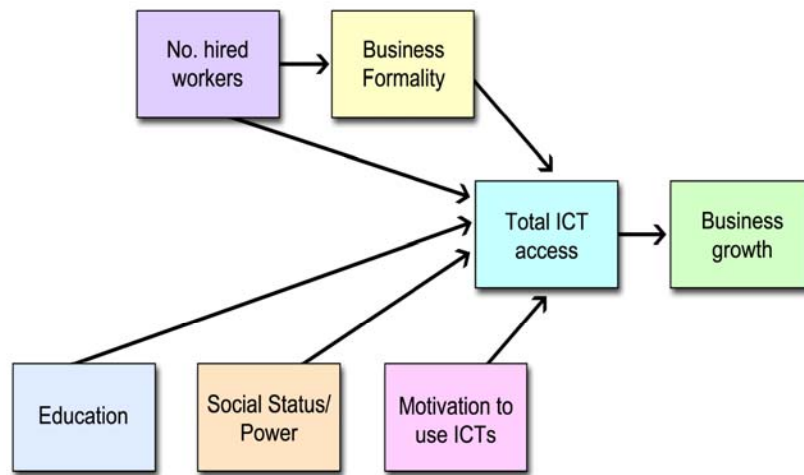 No. hired
workers
Business
Formality
Total ICT
access
Business
growth
Education
Social Status/
Power
Motivation to
use ICTs